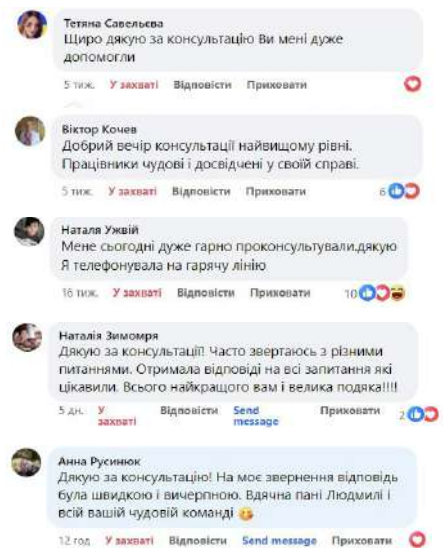 Тетяна Савельєва
Щиро дякую за консультацію Ви мені дуже
допомогли
5 тиж. У захваті Відповісти Приховати
Віктор Кочев
Добрий вечір консультації найвищому рівні.
Працівники чудові і досвідчені у своїй справі.
5 тиж. У захваті Відповісти Приховати 6
Наталя Ужвій
Мене сьогодні дуже гарно проконсультували.дякую
Я телефонувала на гарячу лінію
16 тиж. У захваті Відповісти Приховати 10
Наталія Зимомря
Дякую за консультації! Часто звертаюсь з різними
питаннями. Отримала відповіді на всі запитання які
цікавили. Всього найкращого вам і велика подяка!!!!
5 дн. У захваті Відповісти Send message Приховати 2
Анна Русинюк
Дякую за консультацію! На моє звернення відповідь
була швидкою і вичерпною. Вдячна пані Людмилі і
всій вашій чудовій команді
12 год У захваті Відповісти Send message Приховати